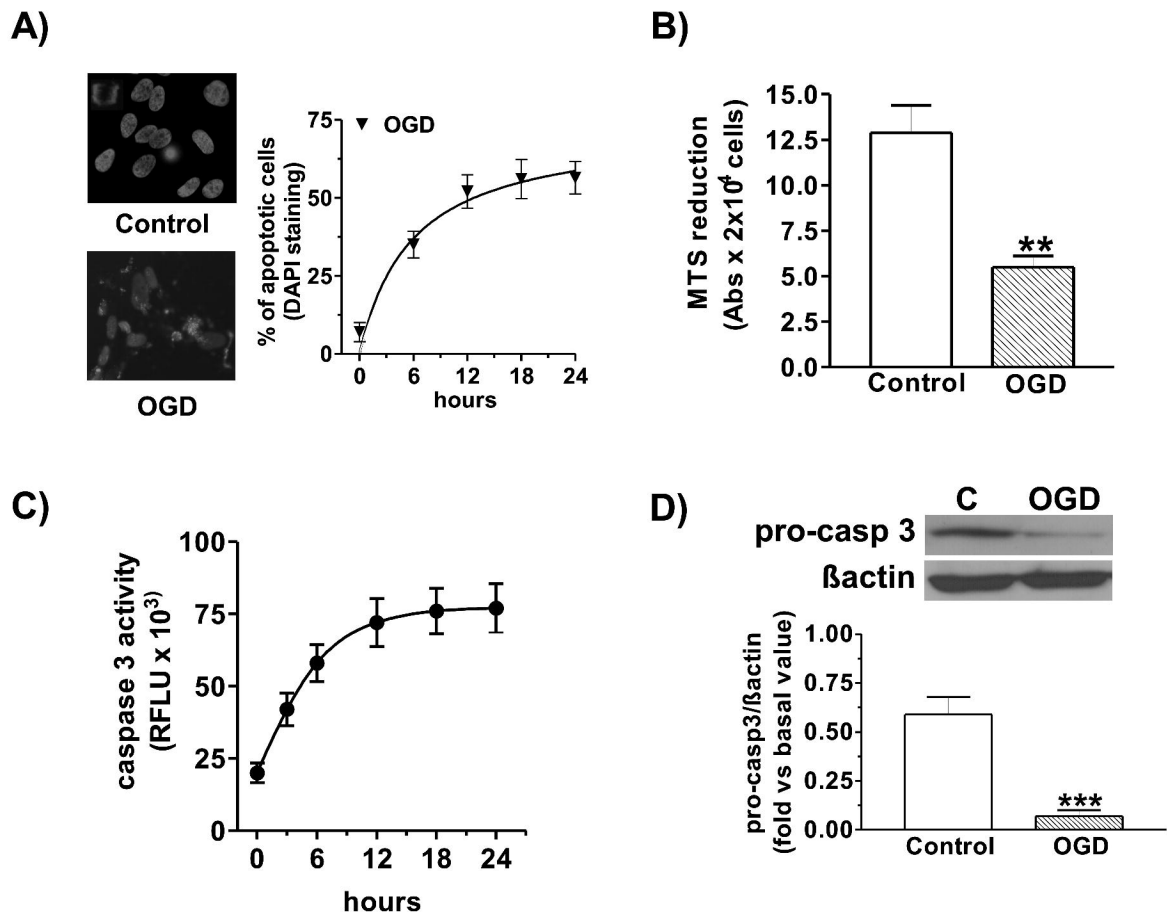 A)
Control
OGD
% of apoptotic cells
(DAPI staining)
75
50
25
0
OGD
0 6 12 18 24
hours
B)
MTS reduction
(Abs x 2x10⁴ cells)
15.0
12.5
10.0
7.5
5.0
2.5
0.0
**
Control OGD
C)
caspase 3 activity
(RFLU x 10³)
100
75
50
25
0
0 6 12 18 24
hours
D)
C OGD
pro-casp 3
ßactin
pro-casp3/ßactin
(fold vs basal value)
1.00
0.75
0.50
0.25
0.00
***
Control OGD